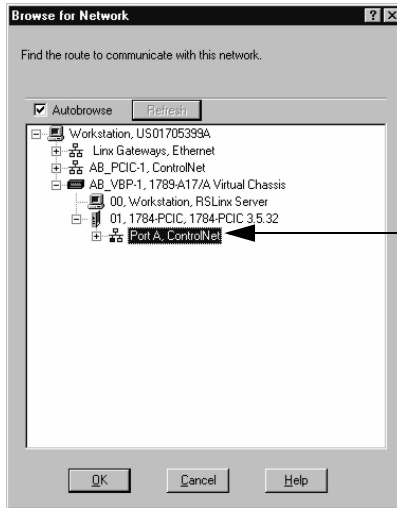 Browse for Network
Find the route to communicate with this network.
Autobrowse Refresh
Workstation, US01705399A
Linx Gateways, Ethernet
AB_PCIC-1, ControlNet
AB_VBP-1, 1789-A17/A Virtual Chassis
00, Workstation, RSLinx Server
01, 1784-PCIC, 1784-PCIC 3.5.32
Port A, ControlNet
OK Cancel Help